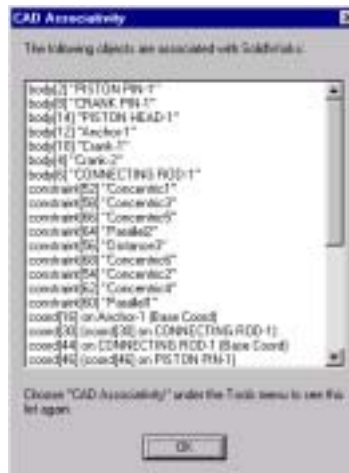 CAD Associativity
The following objects are associated with SolidWorks:
body[2] "PISTON PIN-1"
body[8] "CRANK PIN-1"
body[14] "PISTON HEAD-1"
body[12] "Anchor-1"
body[10] "Crank-1"
body[4] "Crank-2"
body[6] "CONNECTING ROD-1"
constraint[52] "Concentric1"
constraint[58] "Concentric3"
constraint[66] "Concentric5"
constraint[64] "Parallel2"
constraint[56] "Distance3"
constraint[68] "Concentric6"
constraint[54] "Concentric2"
constraint[62] "Concentric4"
constraint[60] "Parallel1"
coord[16] on Anchor-1 (Base Coord)
coord[30] (coord[30] on CONNECTING ROD-1)
coord[44] on CONNECTING ROD-1 (Base Coord)
coord[46] (coord[46] on PISTON PIN-1)
Choose "CAD Associativity" under the Tools menu to see this
list again.
OK